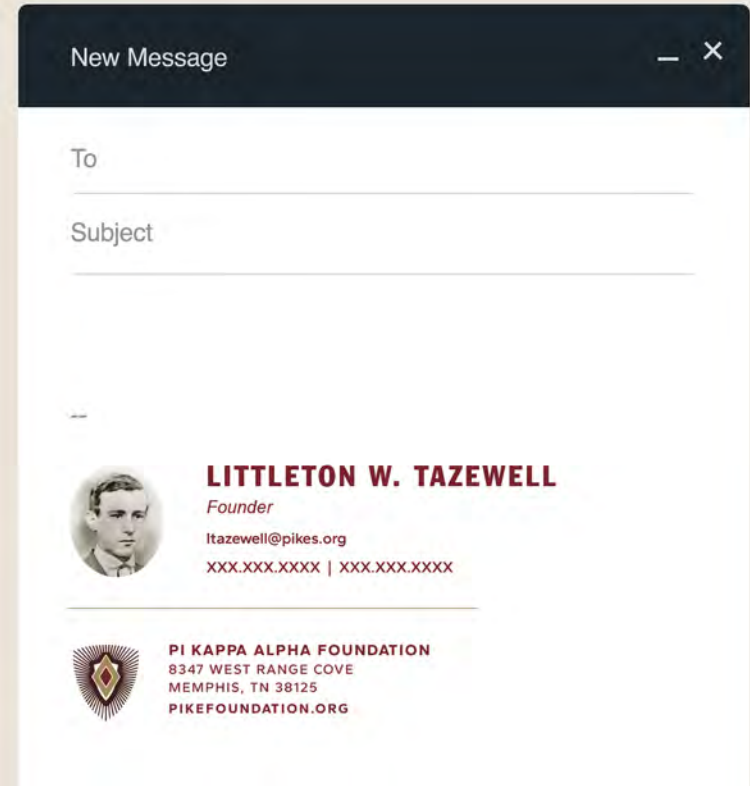 New Message
To
Subject
--
LITTLETON W. TAZEWELL
Founder
ltazewell@pikes.org
XXX.XXX.XXXX | XXX.XXX.XXXX
PI KAPPA ALPHA FOUNDATION
8347 WEST RANGE COVE
MEMPHIS, TN 38125
PIKEFOUNDATION.ORG